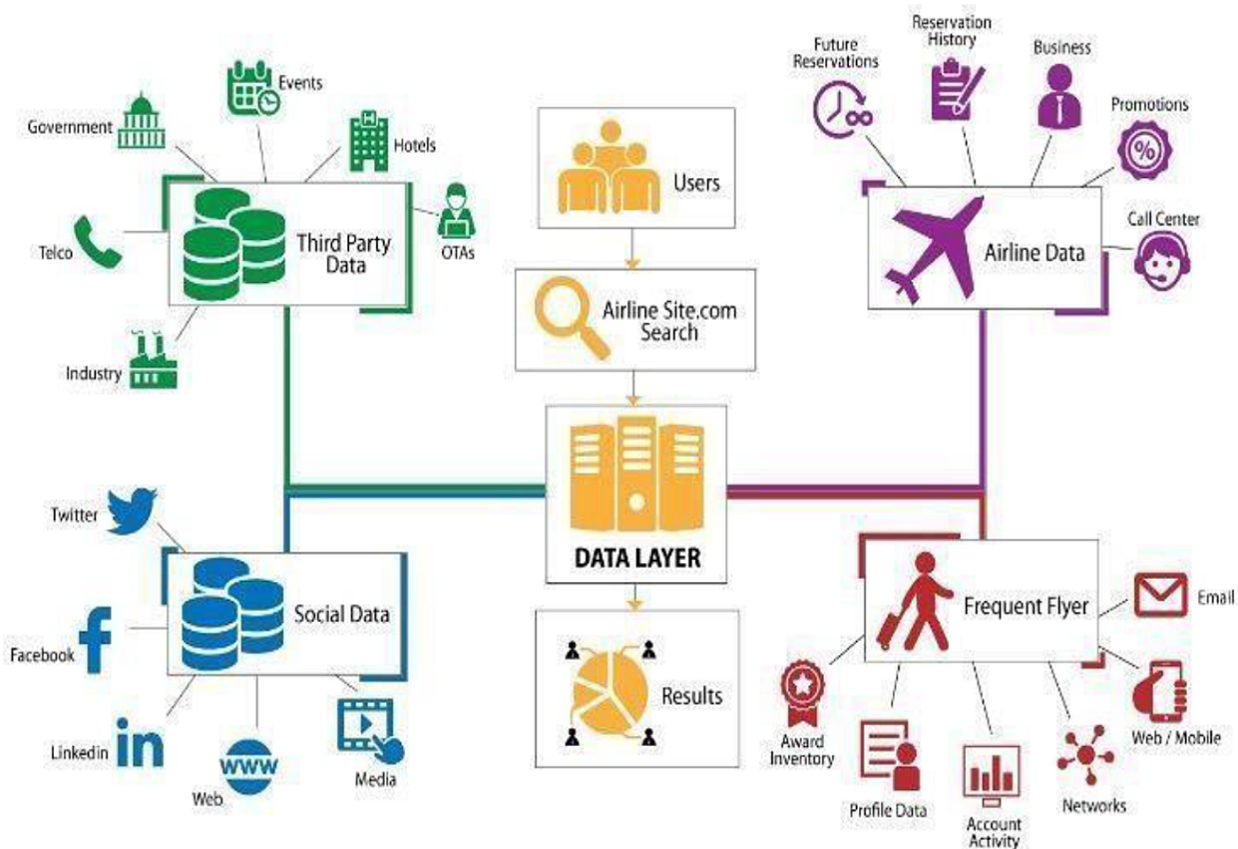 Government
Events
H
Hotels
Telco
Third Party
Data
OTAs
Industry
Users
Airline Site.com
Search
Future
Reservations
Reservation
History
Business
Promotions
%
Call Center
Airline Data
DATA LAYER
Twitter
Facebook
Social Data
Linkedin
in
Web
www
Media
Results
Frequent Flyer
Email
Web / Mobile
Award
Inventory
Profile Data
Account
Activity
Networks